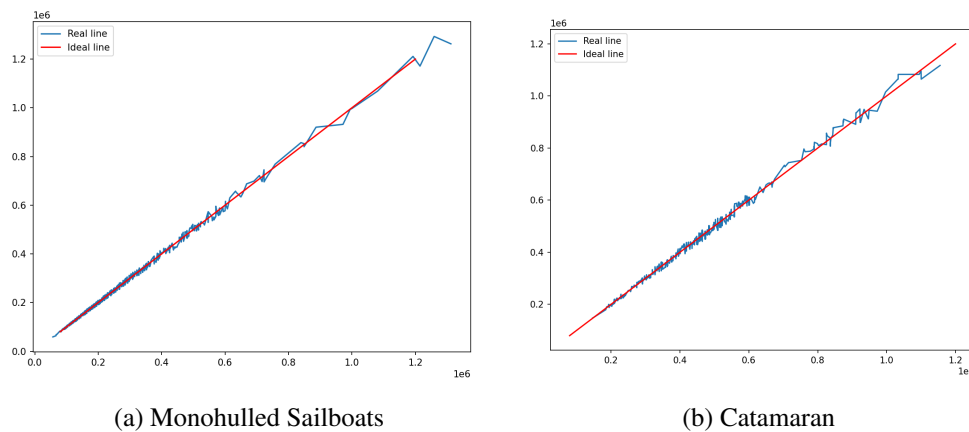 1e6
Real line
Ideal line
1.2
1.0
0.8
0.6
0.4
0.2
0.0
0.0 0.2 0.4 0.6 0.8 1.0 1.2
1e6
(a) Monohulled Sailboats
1e6
Real line
Ideal line
1.2
1.0
0.8
0.6
0.4
0.2
0.2 0.4 0.6 0.8 1.0 1.2
1e
(b) Catamaran